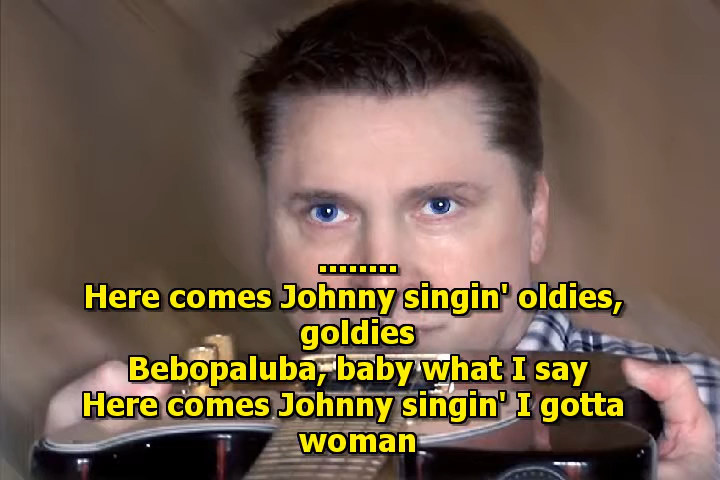 ........
Here comes Johnny singin' oldies,
goldies
Bebopaluba, baby what I say
Here comes Johnny singin' I gotta
woman